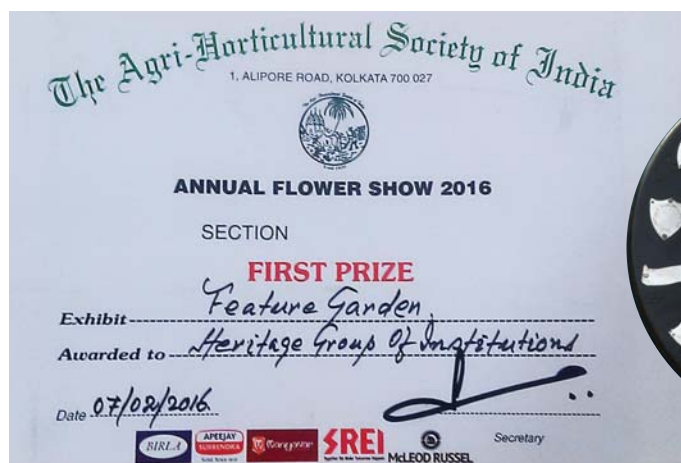 The Agri-Horticultural Society of India
1, ALIPORE ROAD, KOLKATA 700 027
ANNUAL FLOWER SHOW 2016
SECTION
FIRST PRIZE
Exhibit Feature Garden
Awarded to Heritage Group Of Institutions
Date 07/02/2016
Secretary
BIRLA APEEJAY SURRENDRA SREI McLEOD RUSSEL